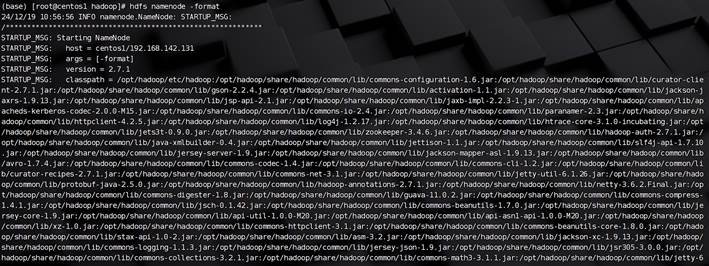 (base) [root@centos1 hadoop]# hdfs namenode -format
24/12/19 10:56:56 INFO namenode.NameNode: STARTUP_MSG:
/************************************************************
STARTUP_MSG: Starting NameNode
STARTUP_MSG:   host = centos1/192.168.142.131
STARTUP_MSG:   args = [-format]
STARTUP_MSG:   version = 2.7.1
STARTUP_MSG:   classpath = /opt/hadoop/etc/hadoop:/opt/hadoop/share/hadoop/common/lib/commons-configuration-1.6.jar:/opt/hadoop/share/hadoop/common/lib/curator-clie
nt-2.7.1.jar:/opt/hadoop/share/hadoop/common/lib/gson-2.2.4.jar:/opt/hadoop/share/hadoop/common/lib/activation-1.1.jar:/opt/hadoop/share/hadoop/common/lib/jackson-j
axrs-1.9.13.jar:/opt/hadoop/share/hadoop/common/lib/jsp-api-2.1.jar:/opt/hadoop/share/hadoop/common/lib/jaxb-impl-2.2.3-1.jar:/opt/hadoop/share/hadoop/common/lib/ap
acheds-kerberos-codec-2.0.0-M15.jar:/opt/hadoop/share/hadoop/common/lib/commons-io-2.4.jar:/opt/hadoop/share/hadoop/common/lib/paranamer-2.3.jar:/opt/hadoop/share/h
adoop/common/lib/httpclient-4.2.5.jar:/opt/hadoop/share/hadoop/common/lib/log4j-1.2.17.jar:/opt/hadoop/share/hadoop/common/lib/htrace-core-3.1.0-incubating.jar:/opt
/hadoop/share/hadoop/common/lib/jets3t-0.9.0.jar:/opt/hadoop/share/hadoop/common/lib/zookeeper-3.4.6.jar:/opt/hadoop/share/hadoop/common/lib/hadoop-auth-2.7.1.jar:/
opt/hadoop/share/hadoop/common/lib/java-xmlbuilder-0.4.jar:/opt/hadoop/share/hadoop/common/lib/jettison-1.1.jar:/opt/hadoop/share/hadoop/common/lib/slf4j-api-1.7.10
.jar:/opt/hadoop/share/hadoop/common/lib/jersey-server-1.9.jar:/opt/hadoop/share/hadoop/common/lib/jackson-mapper-asl-1.9.13.jar:/opt/hadoop/share/hadoop/common/lib
/avro-1.7.4.jar:/opt/hadoop/share/hadoop/common/lib/commons-codec-1.4.jar:/opt/hadoop/share/hadoop/common/lib/commons-cli-1.2.jar:/opt/hadoop/share/hadoop/common/li
b/curator-recipes-2.7.1.jar:/opt/hadoop/share/hadoop/common/lib/commons-net-3.1.jar:/opt/hadoop/share/hadoop/common/lib/jetty-util-6.1.26.jar:/opt/hadoop/share/hado
op/common/lib/protobuf-java-2.5.0.jar:/opt/hadoop/share/hadoop/common/lib/hadoop-annotations-2.7.1.jar:/opt/hadoop/share/hadoop/common/lib/netty-3.6.2.Final.jar:/op
t/hadoop/share/hadoop/common/lib/commons-digester-1.8.jar:/opt/hadoop/share/hadoop/common/lib/guava-11.0.2.jar:/opt/hadoop/share/hadoop/common/lib/commons-compress-
1.4.1.jar:/opt/hadoop/share/hadoop/common/lib/jsch-0.1.42.jar:/opt/hadoop/share/hadoop/common/lib/commons-beanutils-1.7.0.jar:/opt/hadoop/share/hadoop/common/lib/je
rsey-core-1.9.jar:/opt/hadoop/share/hadoop/common/lib/api-util-1.0.0-M20.jar:/opt/hadoop/share/hadoop/common/lib/api-asn1-api-1.0.0-M20.jar:/opt/hadoop/share/hadoop
/common/lib/xz-1.0.jar:/opt/hadoop/share/hadoop/common/lib/commons-httpclient-3.1.jar:/opt/hadoop/share/hadoop/common/lib/commons-beanutils-core-1.8.0.jar:/opt/hado
op/share/hadoop/common/lib/stax-api-1.0-2.jar:/opt/hadoop/share/hadoop/common/lib/asm-3.2.jar:/opt/hadoop/share/hadoop/common/lib/jackson-xc-1.9.13.jar:/opt/hadoop/
share/hadoop/common/lib/commons-logging-1.1.3.jar:/opt/hadoop/share/hadoop/common/lib/jersey-json-1.9.jar:/opt/hadoop/share/hadoop/common/lib/jsr305-3.0.0.jar:/opt/
hadoop/share/hadoop/common/lib/commons-collections-3.2.1.jar:/opt/hadoop/share/hadoop/common/lib/commons-math3-3.1.1.jar:/opt/hadoop/share/hadoop/common/lib/jetty-6